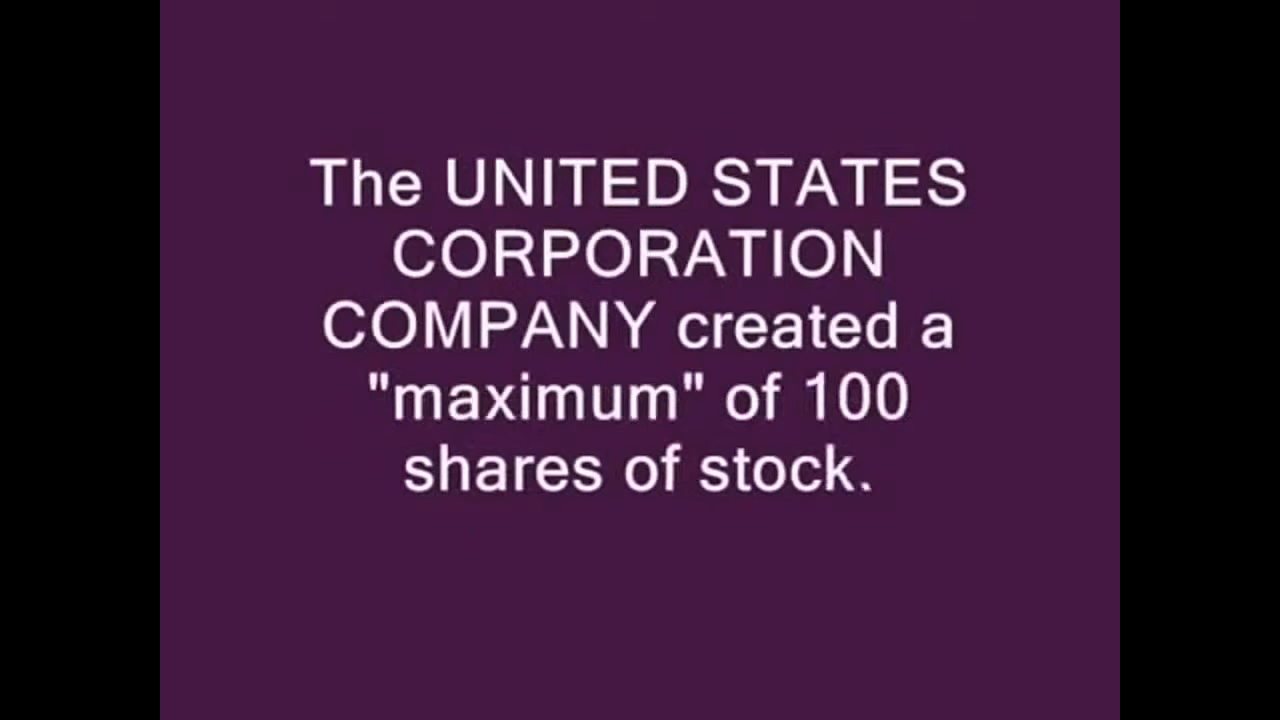 The UNITED STATES
CORPORATION
COMPANY created a
"maximum" of 100
shares of stock.